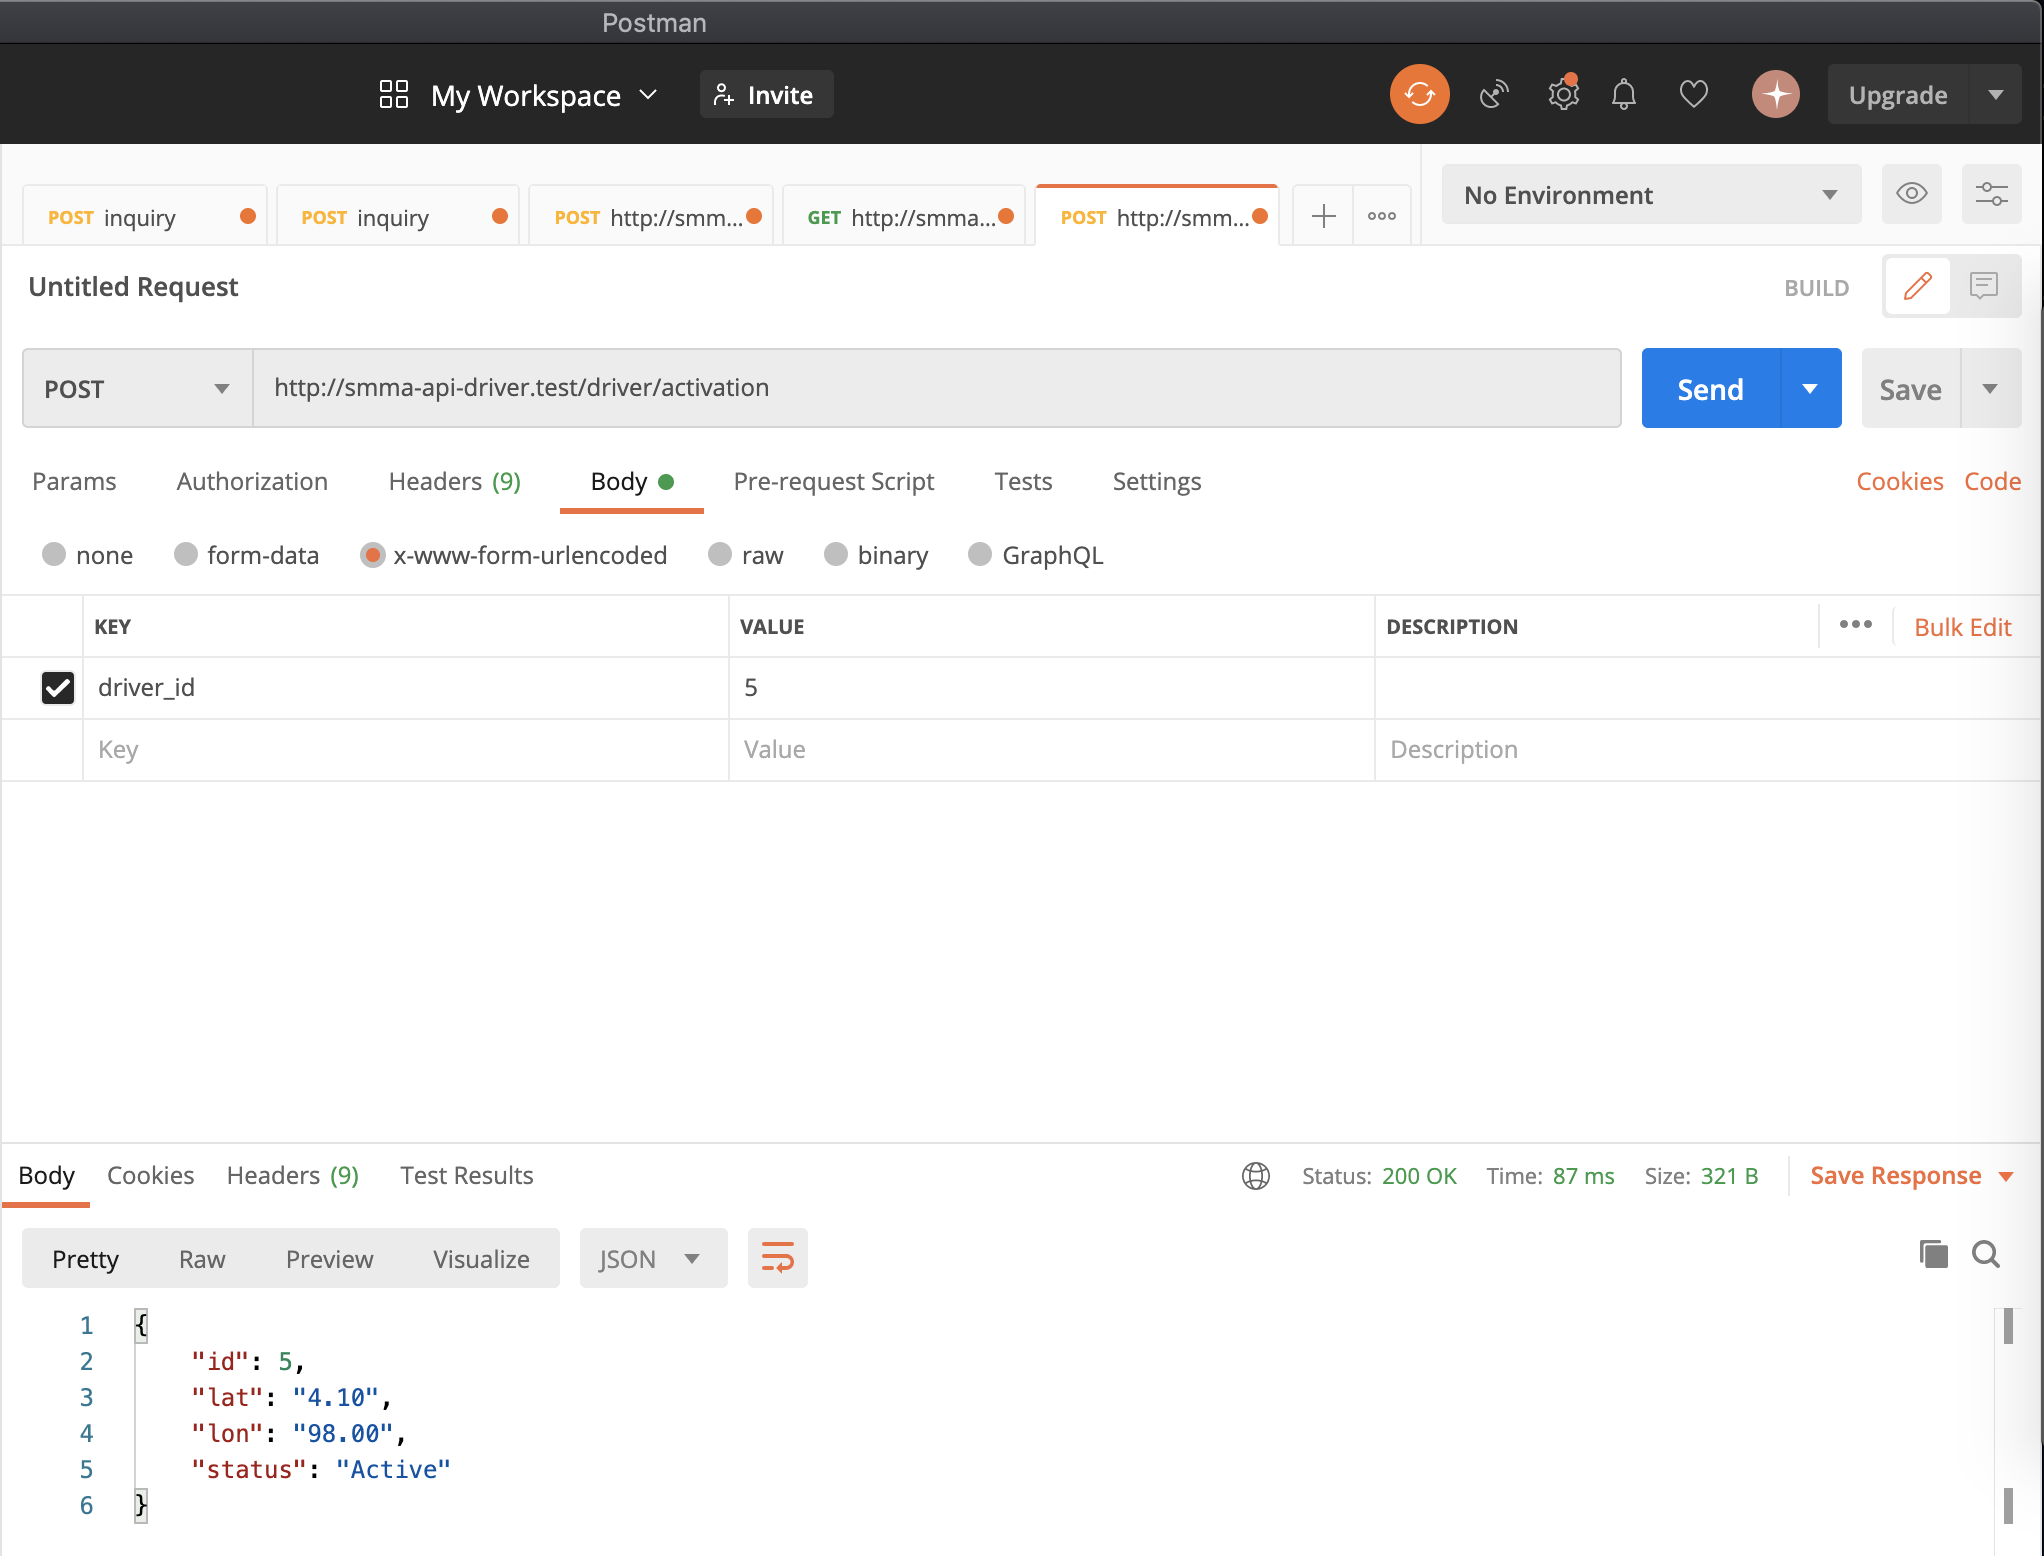 Postman
My Workspace Invite Upgrade
POST inquiry POST inquiry POST http://smm... GET http://smma... POST http://smm... No Environment
Untitled Request BUILD
POST http://smma-api-driver.test/driver/activation Send Save
Params Authorization Headers (9) Body Pre-request Script Tests Settings Cookies Code
none form-data x-www-form-urlencoded raw binary GraphQL
KEY VALUE DESCRIPTION Bulk Edit
driver_id 5
Key Value Description
Body Cookies Headers (9) Test Results Status: 200 OK Time: 87 ms Size: 321 B Save Response
Pretty Raw Preview Visualize JSON
1 {
2 "id": 5,
3 "lat": "4.10",
4 "lon": "98.00",
5 "status": "Active"
6 }